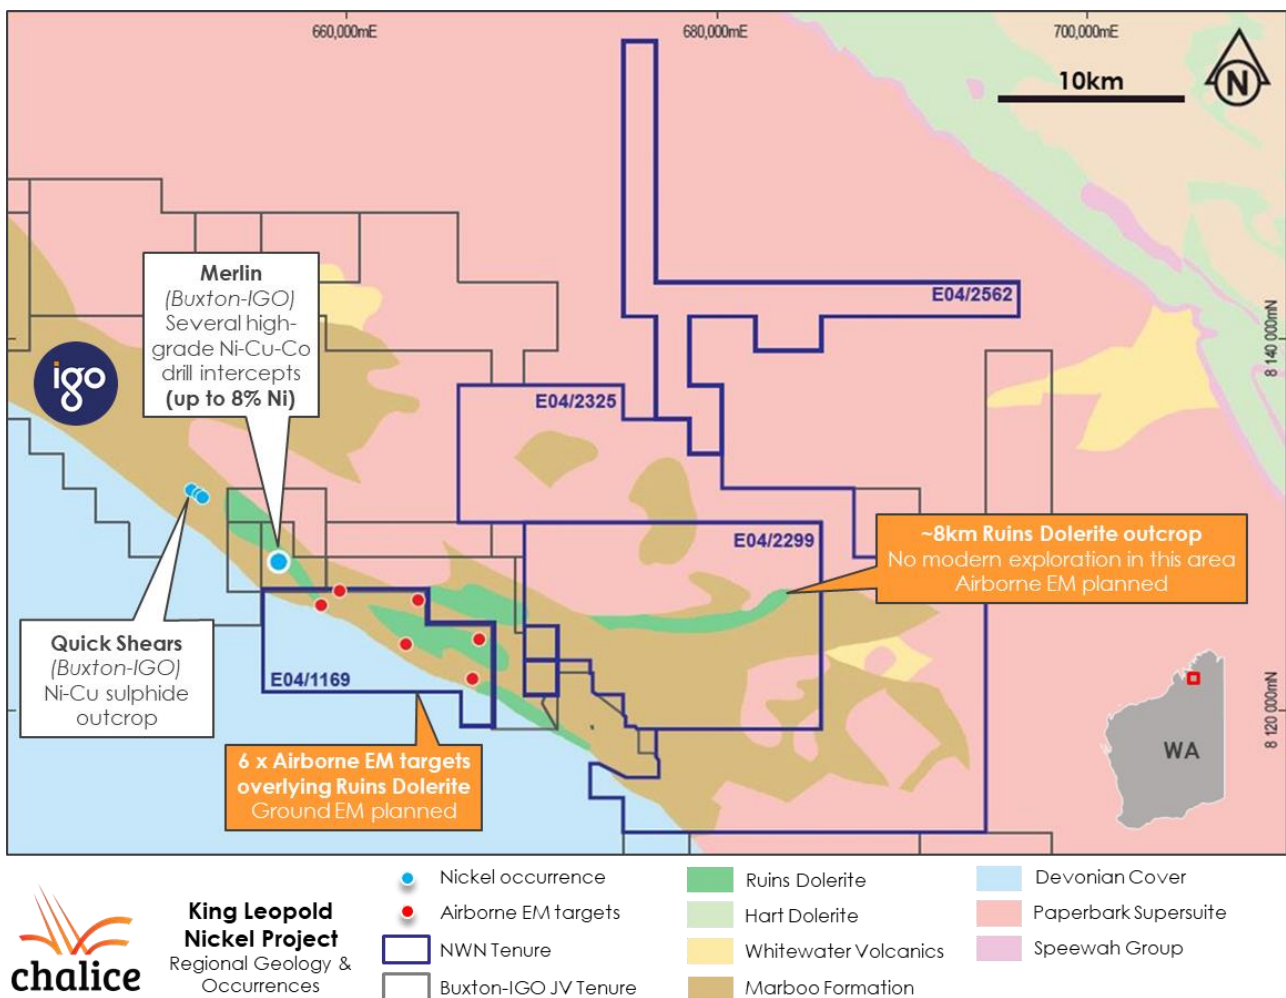 660,000mE
680,000mE
700,000mE
10km
N
8 140 000mN
8 120 000mN
Merlin
(Buxton-IGO)
Several high-
grade Ni-Cu-Co
drill intercepts
(up to 8% Ni)
igo
E04/2562
E04/2325
E04/2299
~8km Ruins Dolerite outcrop
No modern exploration in this area
Airborne EM planned
Quick Shears
(Buxton-IGO)
Ni-Cu sulphide
outcrop
E04/1169
6 x Airborne EM targets
overlying Ruins Dolerite
Ground EM planned
WA
chalice
King Leopold
Nickel Project
Regional Geology &
Occurrences
Nickel occurrence
Airborne EM targets
NWN Tenure
Buxton-IGO JV Tenure
Ruins Dolerite
Hart Dolerite
Whitewater Volcanics
Marboo Formation
Devonian Cover
Paperbark Supersuite
Speewah Group